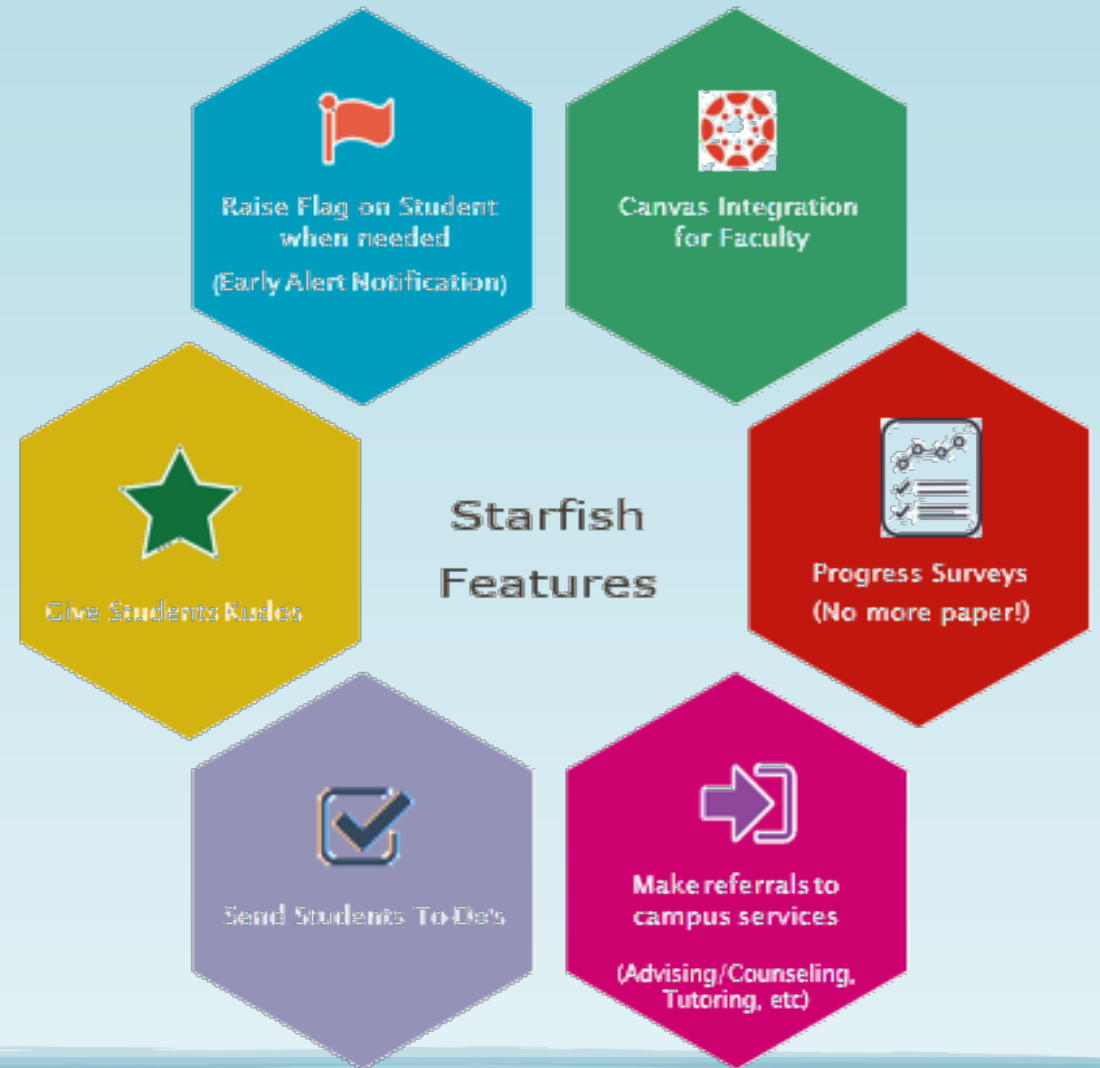 Raise Flag on Student
when needed
(Early Alert Notification)
Canvas Integration
for Faculty
Give Students Kudos
Starfish
Features
Progress Surveys
(No more paper!)
Send Students To-Do's
Make referrals to
campus services
(Advising/Counseling,
Tutoring, etc)